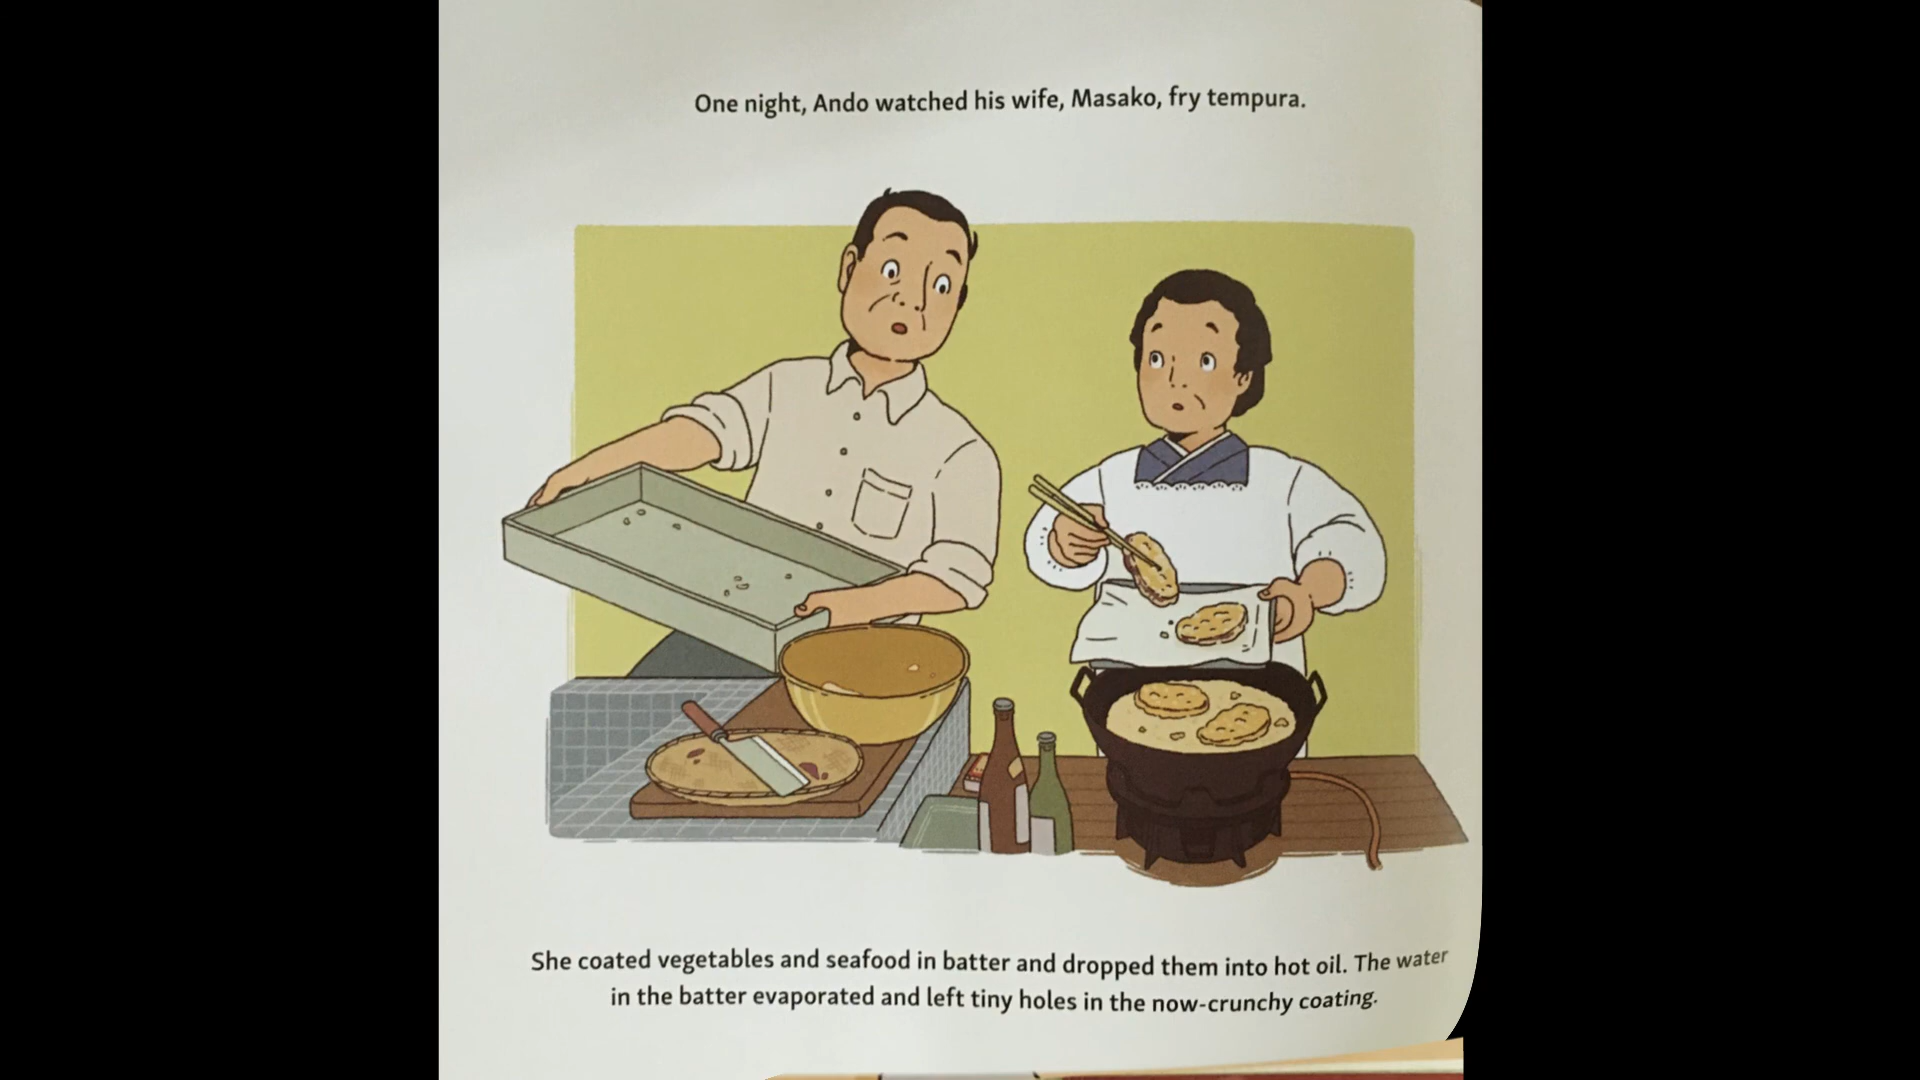 One night, Ando watched his wife, Masako, fry tempura.
She coated vegetables and seafood in batter and dropped them into hot oil. The water
in the batter evaporated and left tiny holes in the now-crunchy coating.